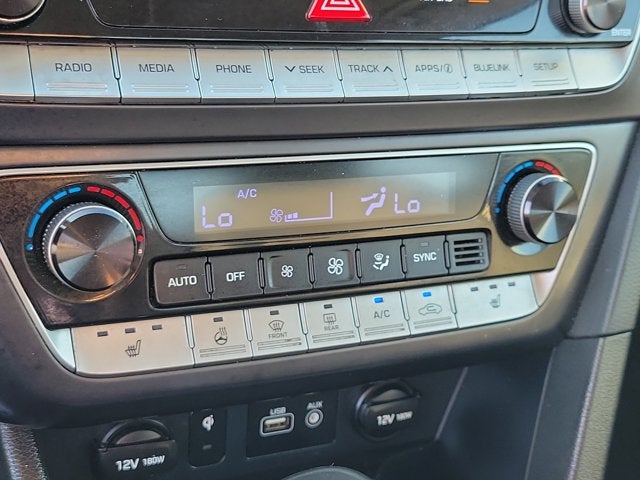 ENTER
RADIO MEDIA PHONE SEEK TRACK APPS/i BLUELINK SETUP
A/C
Lo Lo
AUTO OFF SYNC
FRONT REAR A/C
USB AUX
12V 180W 12V 180W